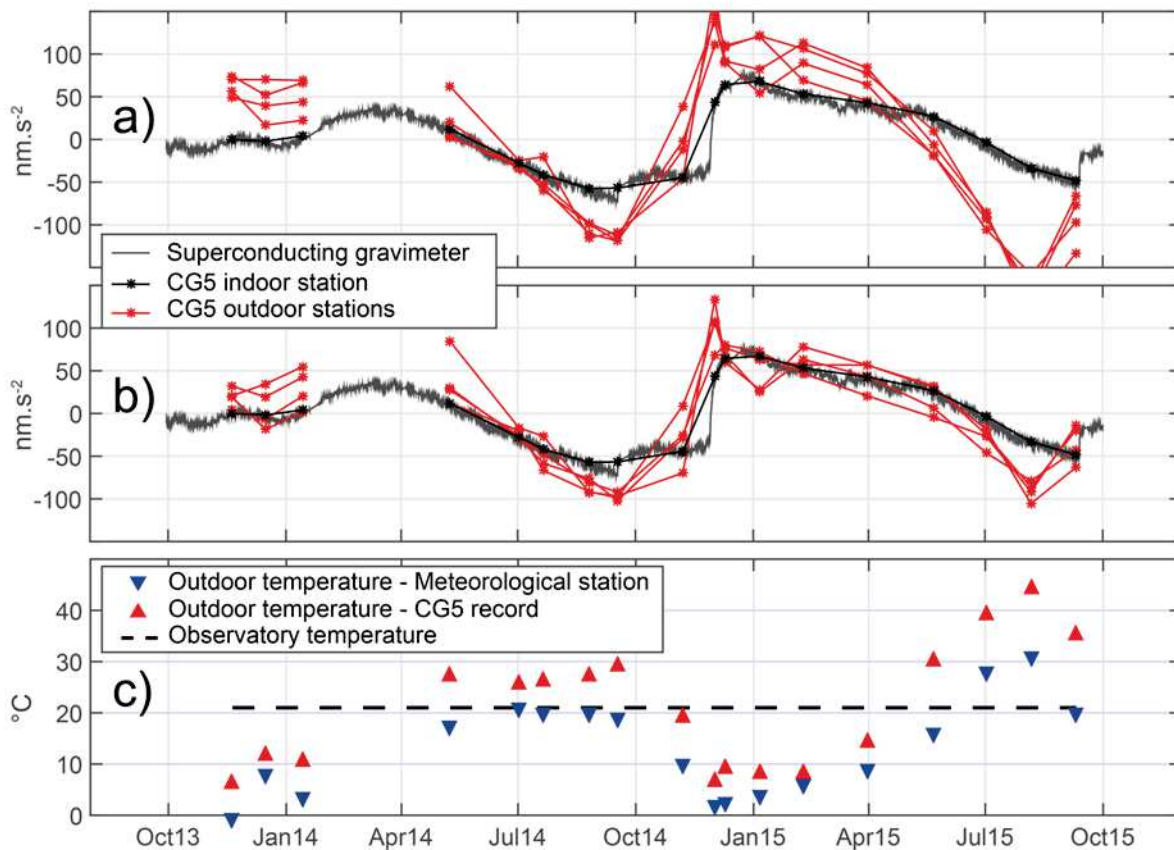 100
50
0
-50
-100
nm.s⁻²
a)
Superconducting gravimeter
CG5 indoor station
CG5 outdoor stations
100
50
0
-50
-100
nm.s⁻²
b)
Outdoor temperature - Meteorological station
Outdoor temperature - CG5 record
Observatory temperature
40
30
20
10
0
°C
c)
Oct13 Jan14 Apr14 Jul14 Oct14 Jan15 Apr15 Jul15 Oct15